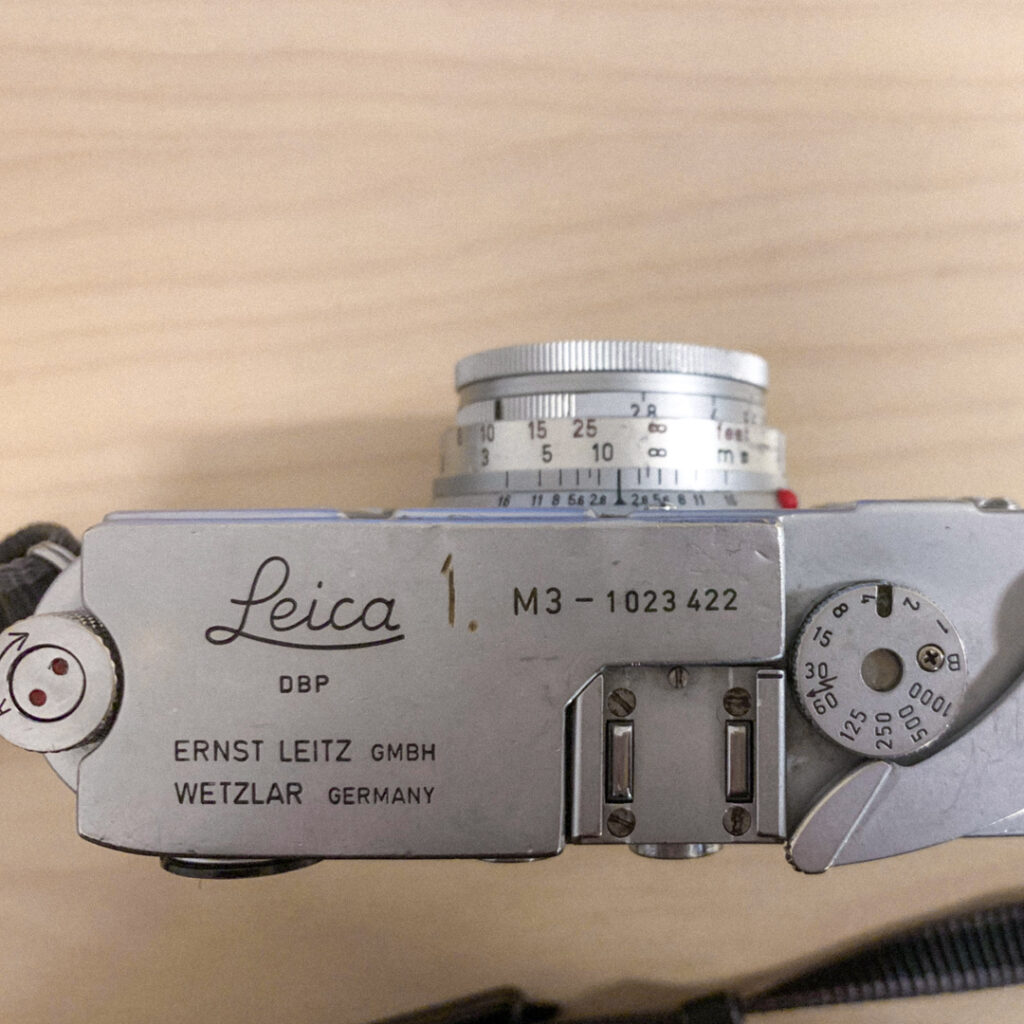 2.8 4
10 15 25 ∞ feet
3 5 10 ∞ m
16 11 8 5.6 2.8 2.8 5.6 8 11 16
Leica 1. M3 - 1023 422
DBP
ERNST LEITZ GMBH
WETZLAR GERMANY
B 1 2 4 8 15 30 60 125 250 500 1000